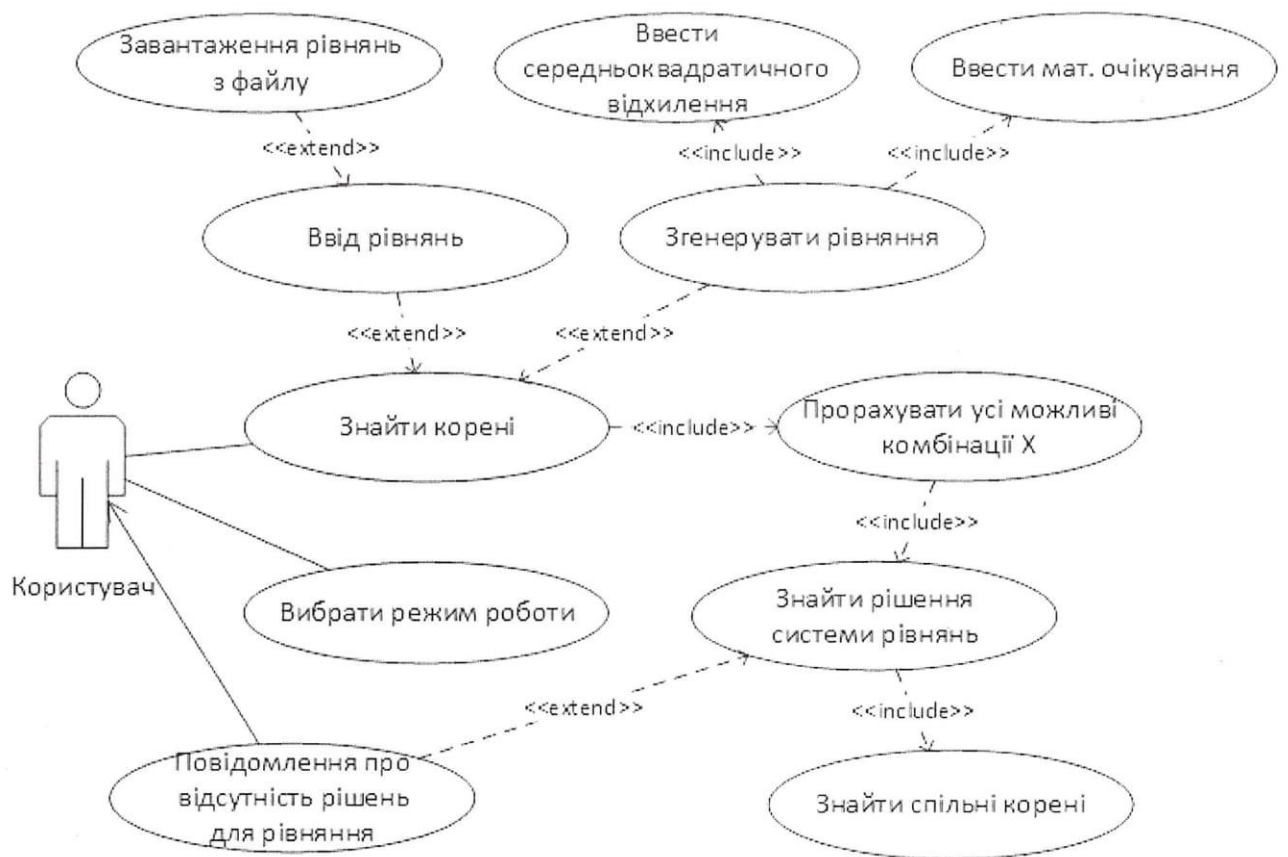 Завантаження рівнянь
з файлу
Ввести
середньоквадратичного
відхилення
Ввести мат. очікування
<<extend>>
<<include>>
<<include>>
Ввід рівнянь
Згенерувати рівняння
<<extend>>
<<extend>>
Знайти корені
<<include>>
Прорахувати усі можливі
комбінації X
<<include>>
Користувач
Вибрати режим роботи
Знайти рішення
системи рівнянь
<<extend>>
<<include>>
Повідомлення про
відсутність рішень
для рівняння
Знайти спільні корені